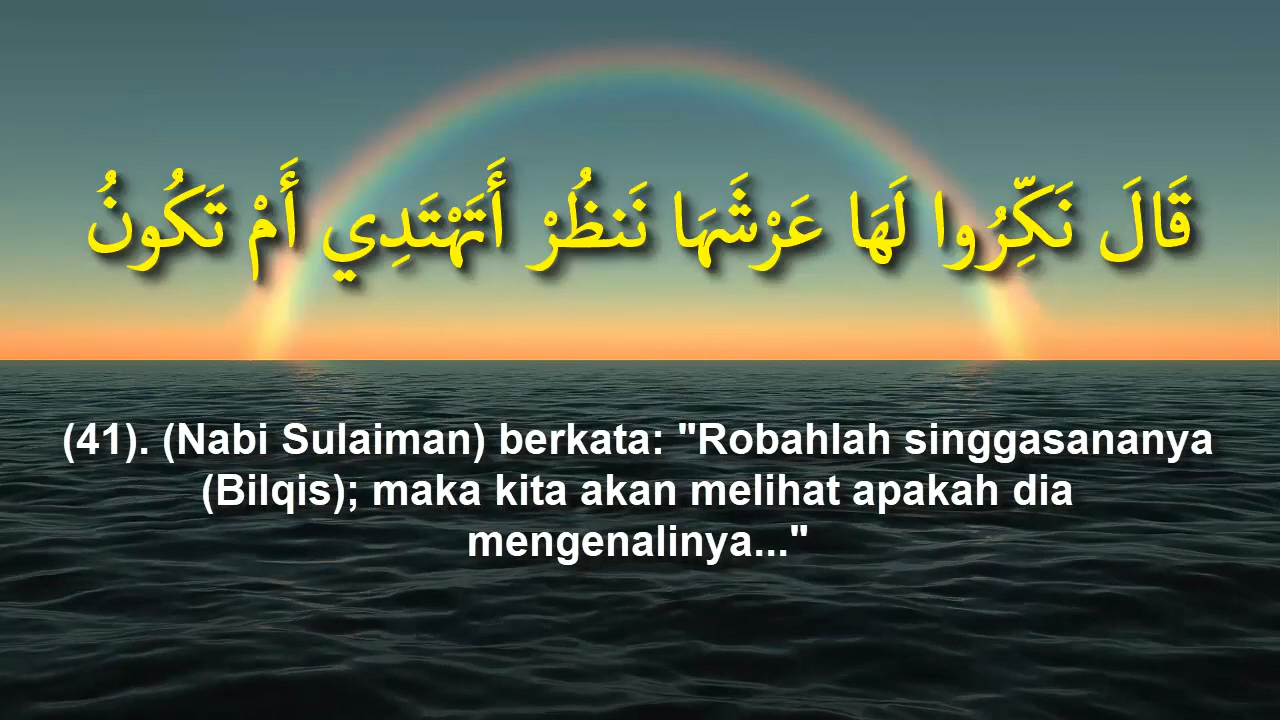 قَالَ نَكِّرُوا لَهَا عَرْشَهَا نَنظُرْ أَتَهْتَدِي أَمْ تَكُونُ
(41). (Nabi Sulaiman) berkata: "Robahlah singgasananya
(Bilqis); maka kita akan melihat apakah dia
mengenalinya..."